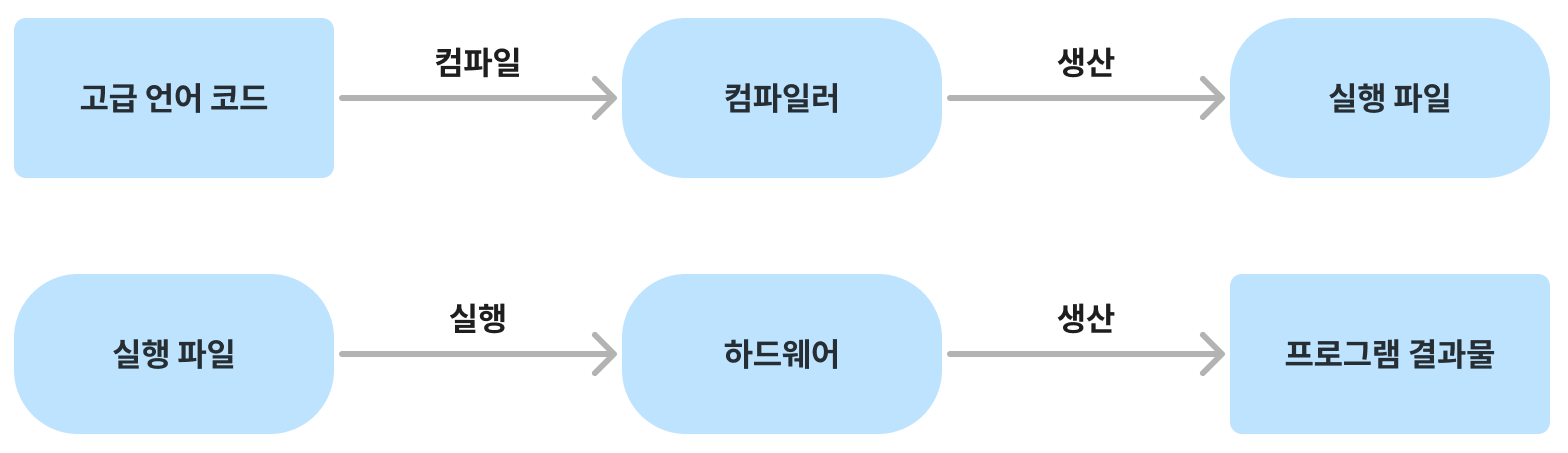 고급 언어 코드
컴파일
컴파일러
생산
실행 파일
실행 파일
실행
하드웨어
생산
프로그램 결과물